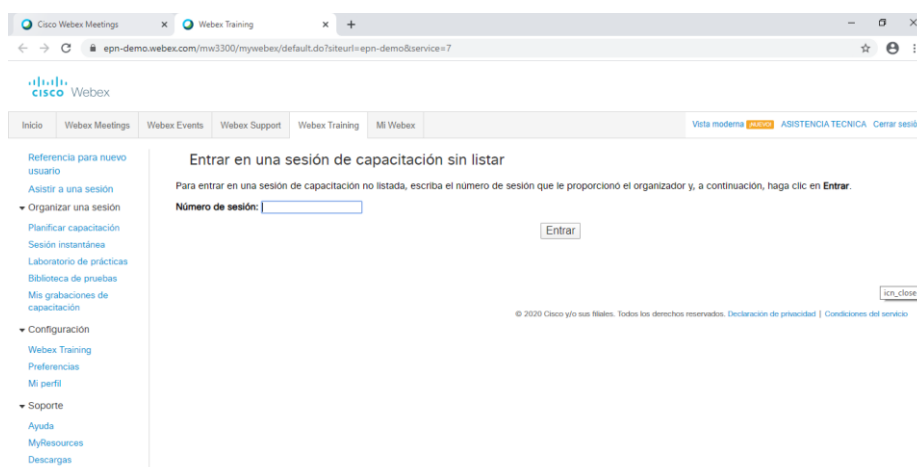 Cisco Webex Meetings
Webex Training
epn-demo.webex.com/mw3300/mywebex/default.do?siteurl=epn-demo&service=7
CISCO Webex
Inicio Webex Meetings Webex Events Webex Support Webex Training Mi Webex Vista moderna ¡NUEVO! ASISTENCIA TECNICA Cerrar sesió
Referencia para nuevo
usuario
Asistir a una sesión
Organizar una sesión
Planificar capacitación
Sesión instantánea
Laboratorio de prácticas
Biblioteca de pruebas
Mis grabaciones de
capacitación
Configuración
Webex Training
Preferencias
Mi perfil
Soporte
Ayuda
MyResources
Descargas
Entrar en una sesión de capacitación sin listar
Para entrar en una sesión de capacitación no listada, escriba el número de sesión que le proporcionó el organizador y, a continuación, haga clic en Entrar.
Número de sesión:
Entrar
icn_close
© 2020 Cisco y/o sus filiales. Todos los derechos reservados. Declaración de privacidad | Condiciones del servicio